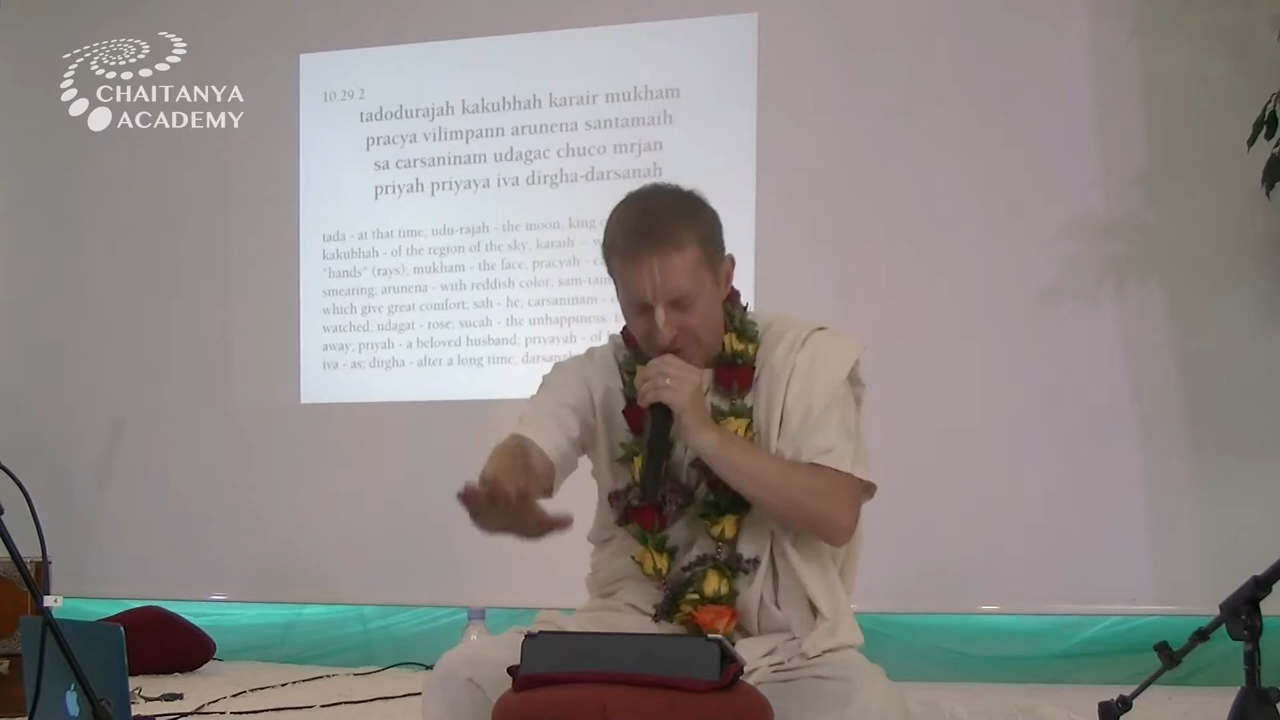 CHAITANYA
ACADEMY
10.29.2
tadodurajah kakubhah karair mukham
pracya vilimpann arunena santamaih
sa carsaninam udagac chuco mrjan
priyah priyaya iva dirgha-darsanah
tada - at that time; udu-rajah - the moon, king
kakubhah - of the region of the sky; karaih -
"hands" (rays), mukham - the face, pracyah -
smearing; arunena - with reddish color; sam-tam
which give great comfort; sah - he; carsaninam -
watched; udagat - rose, sucah - the unhappiness;
away; priyah - a beloved husband; priyayah - of
iva - as; dirgha - after a long time; darsan